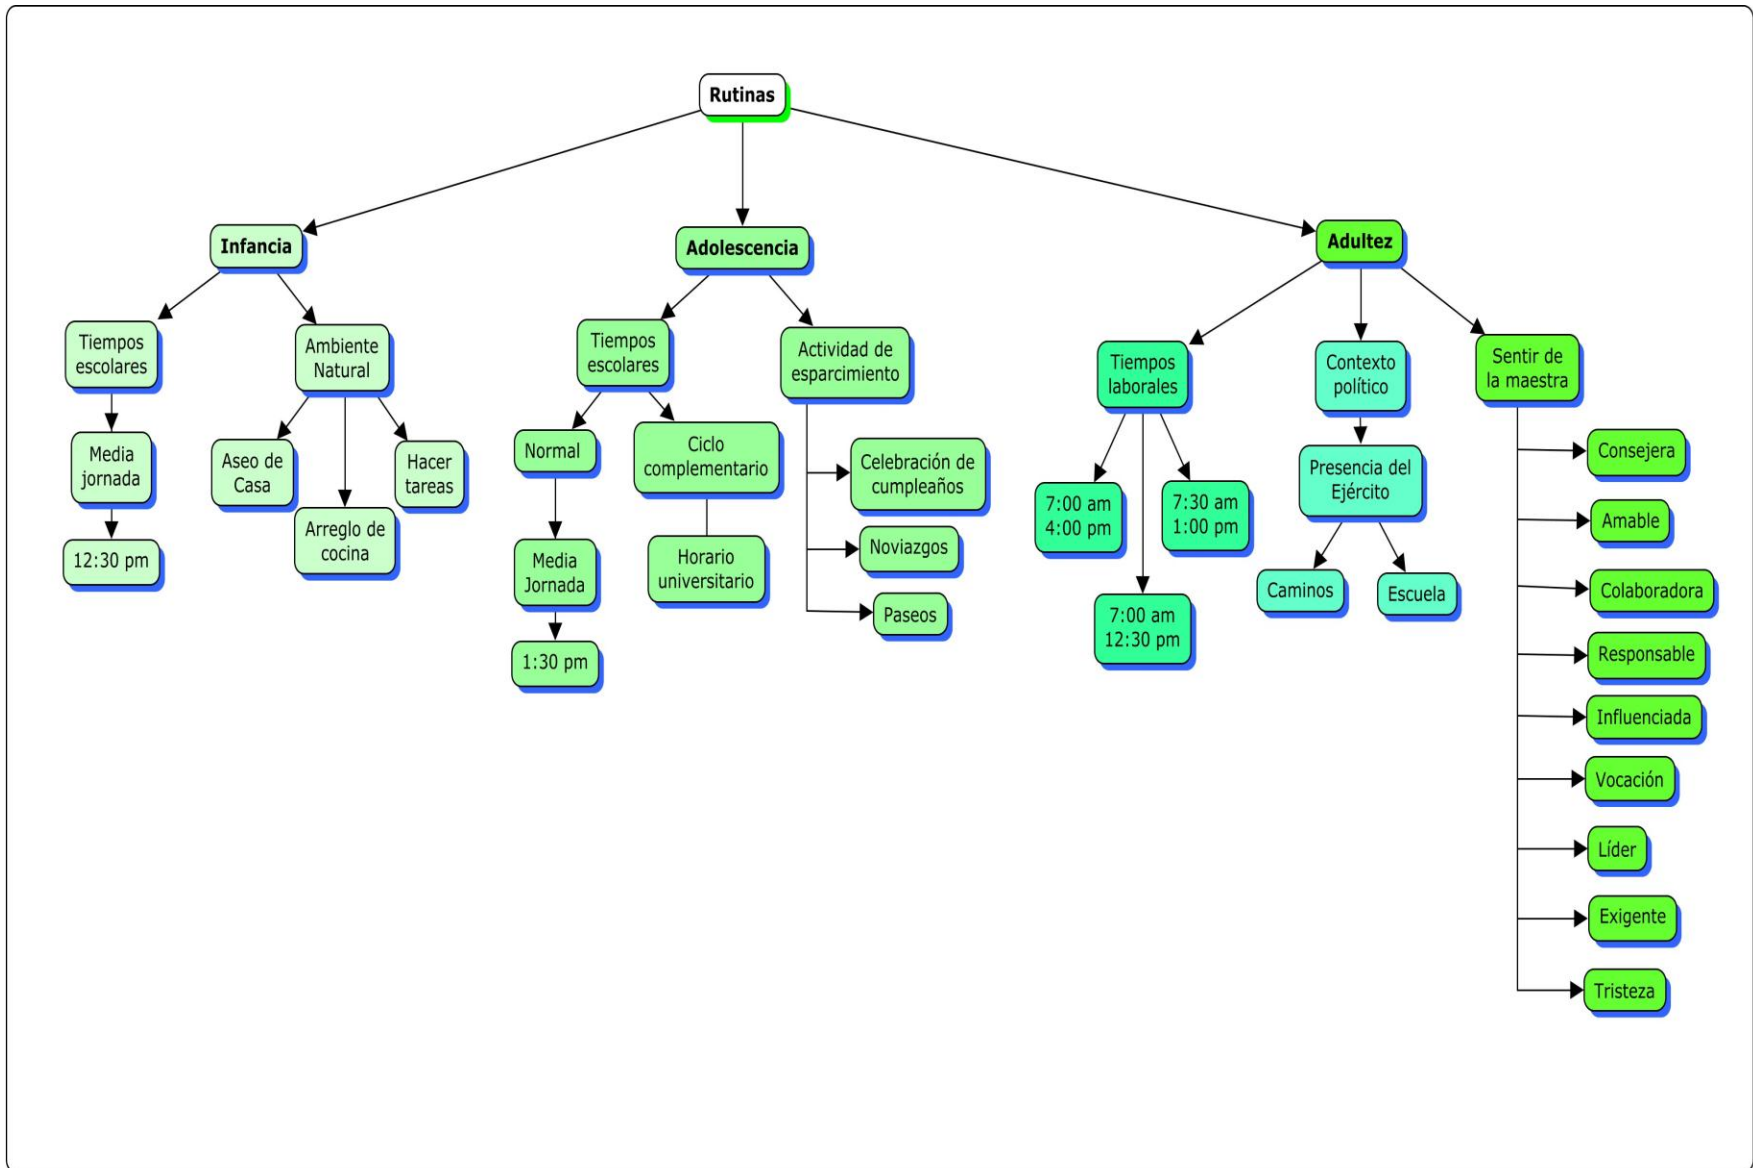 Rutinas
Infancia
Adolescencia
Adultez
Tiempos
escolares
Ambiente
Natural
Media
jornada
12:30 pm
Aseo de
Casa
Arreglo de
cocina
Hacer
tareas
Tiempos
escolares
Actividad de
esparcimiento
Normal
Ciclo
complementario
Media
Jornada
1:30 pm
Horario
universitario
Celebración de
cumpleaños
Noviazgos
Paseos
Tiempos
laborales
Contexto
político
Sentir de
la maestra
7:00 am
4:00 pm
7:00 am
12:30 pm
7:30 am
1:00 pm
Presencia del
Ejército
Caminos
Escuela
Consejera
Amable
Colaboradora
Responsable
Influenciada
Vocación
Líder
Exigente
Tristeza